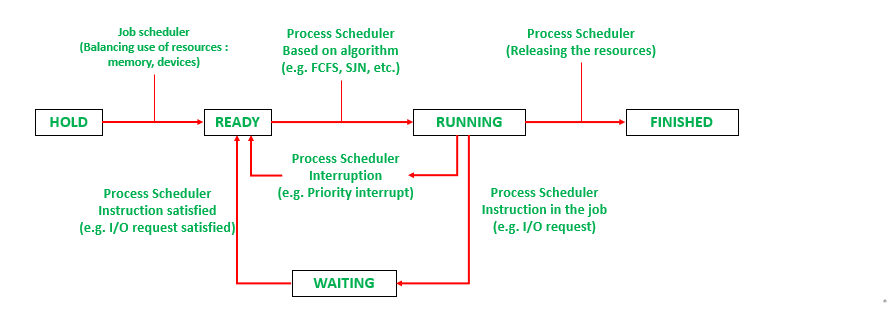 Job scheduler
(Balancing use of resources :
memory, devices)
Process Scheduler
Based on algorithm
(e.g. FCFS, SJN, etc.)
Process Scheduler
(Releasing the resources)
HOLD
READY
RUNNING
FINISHED
Process Scheduler
Interruption
(e.g. Priority interrupt)
Process Scheduler
Instruction satisfied
(e.g. I/O request satisfied)
Process Scheduler
Instruction in the job
(e.g. I/O request)
WAITING